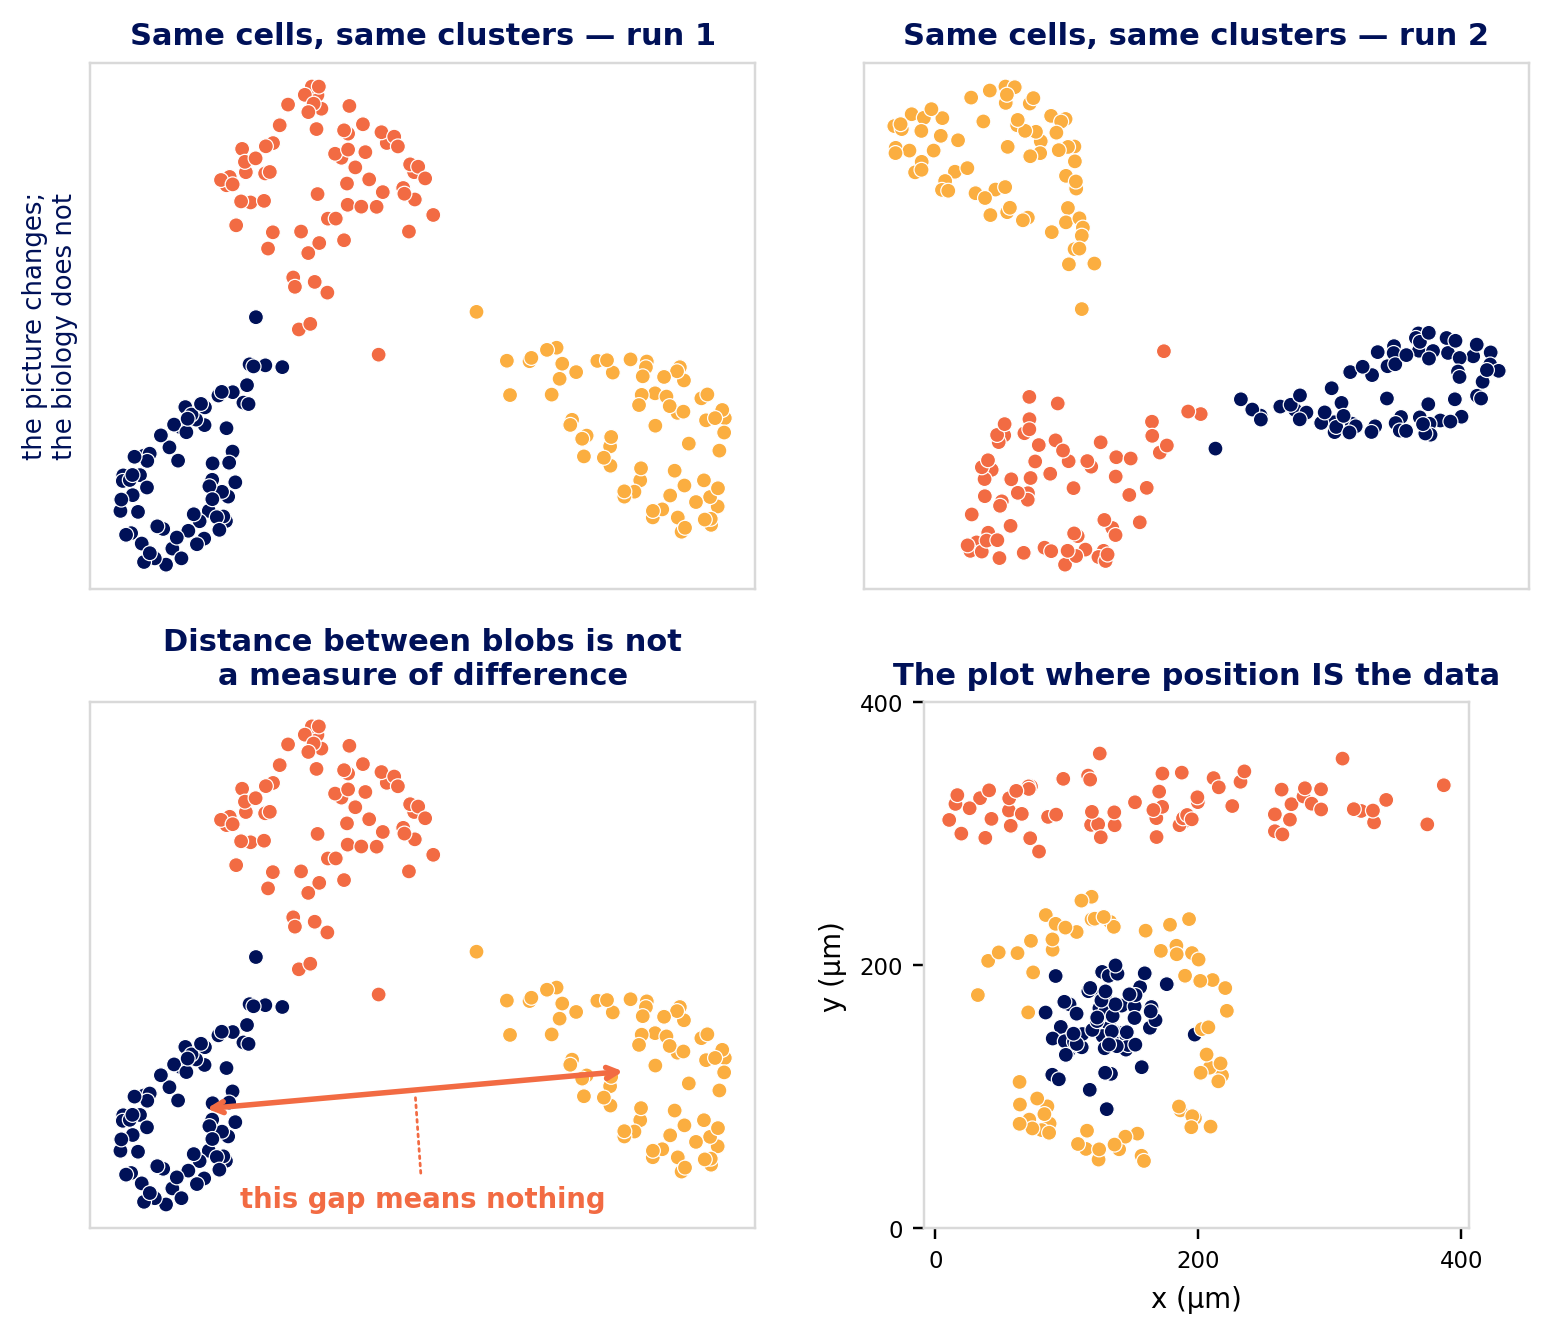 Same cells, same clusters — run 1
Same cells, same clusters — run 2
the picture changes;
the biology does not
Distance between blobs is not
a measure of difference
this gap means nothing
The plot where position IS the data
400
200
0
y (µm)
0
200
400
x (µm)